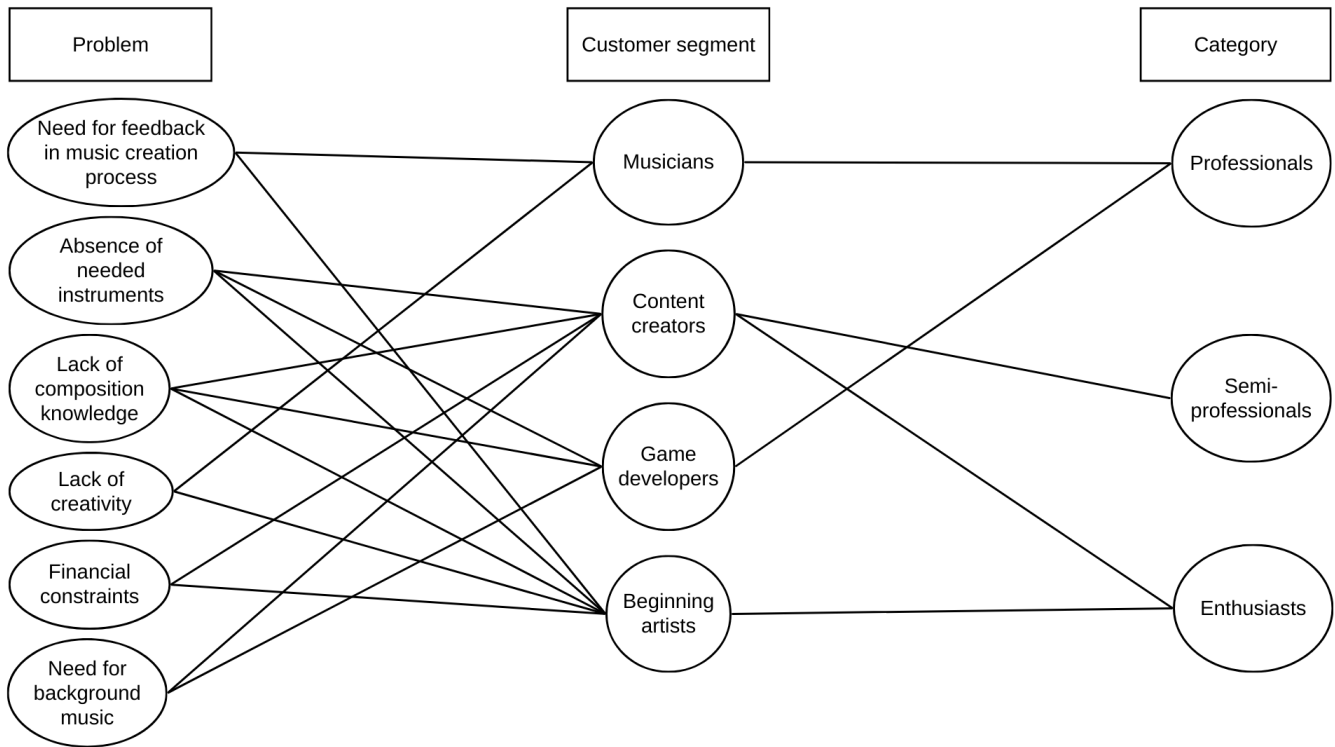 Problem
Customer segment
Category
Need for feedback
in music creation
process
Absence of
needed
instruments
Lack of
composition
knowledge
Lack of
creativity
Financial
constraints
Need for
background
music
Musicians
Content
creators
Game
developers
Beginning
artists
Professionals
Semi-
professionals
Enthusiasts